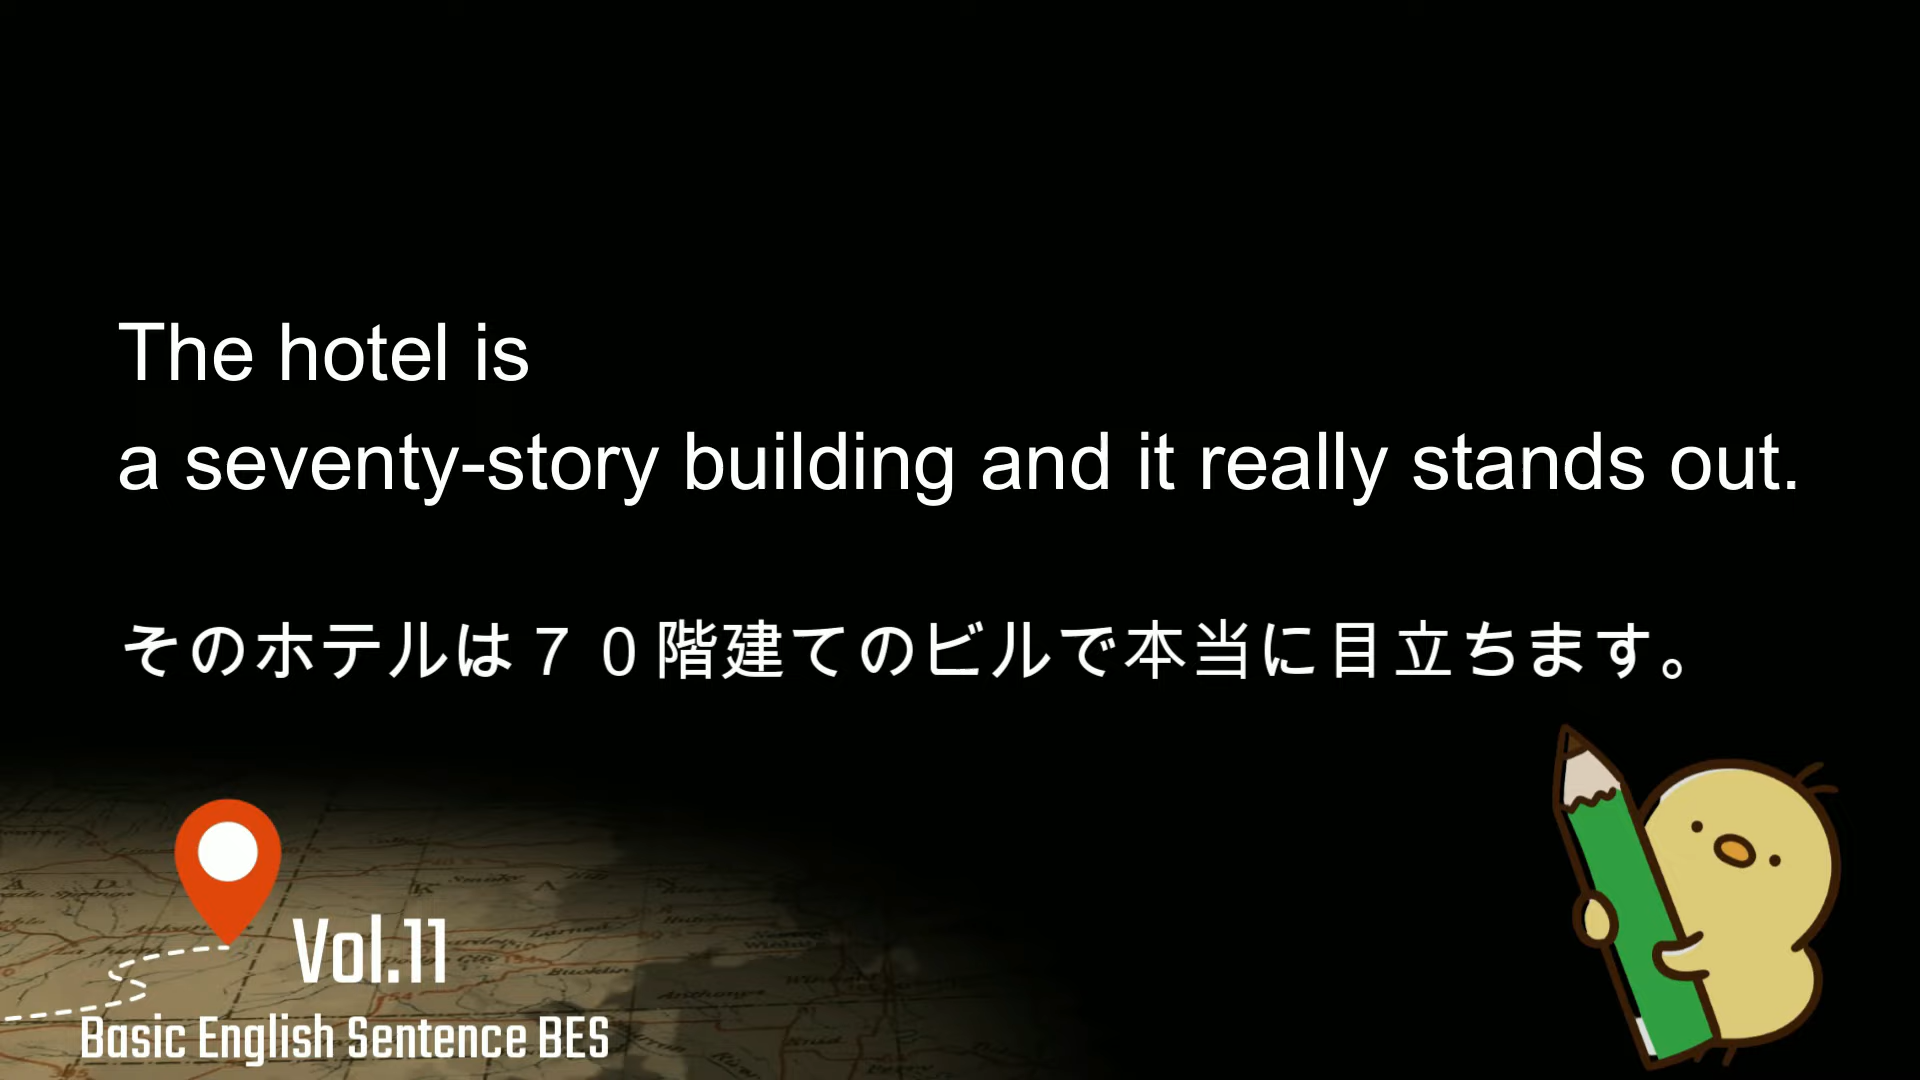 The hotel is
a seventy-story building and it really stands out.
そのホテルは７０階建てのビルで本当に目立ちます。
Vol.11
Basic English Sentence BES